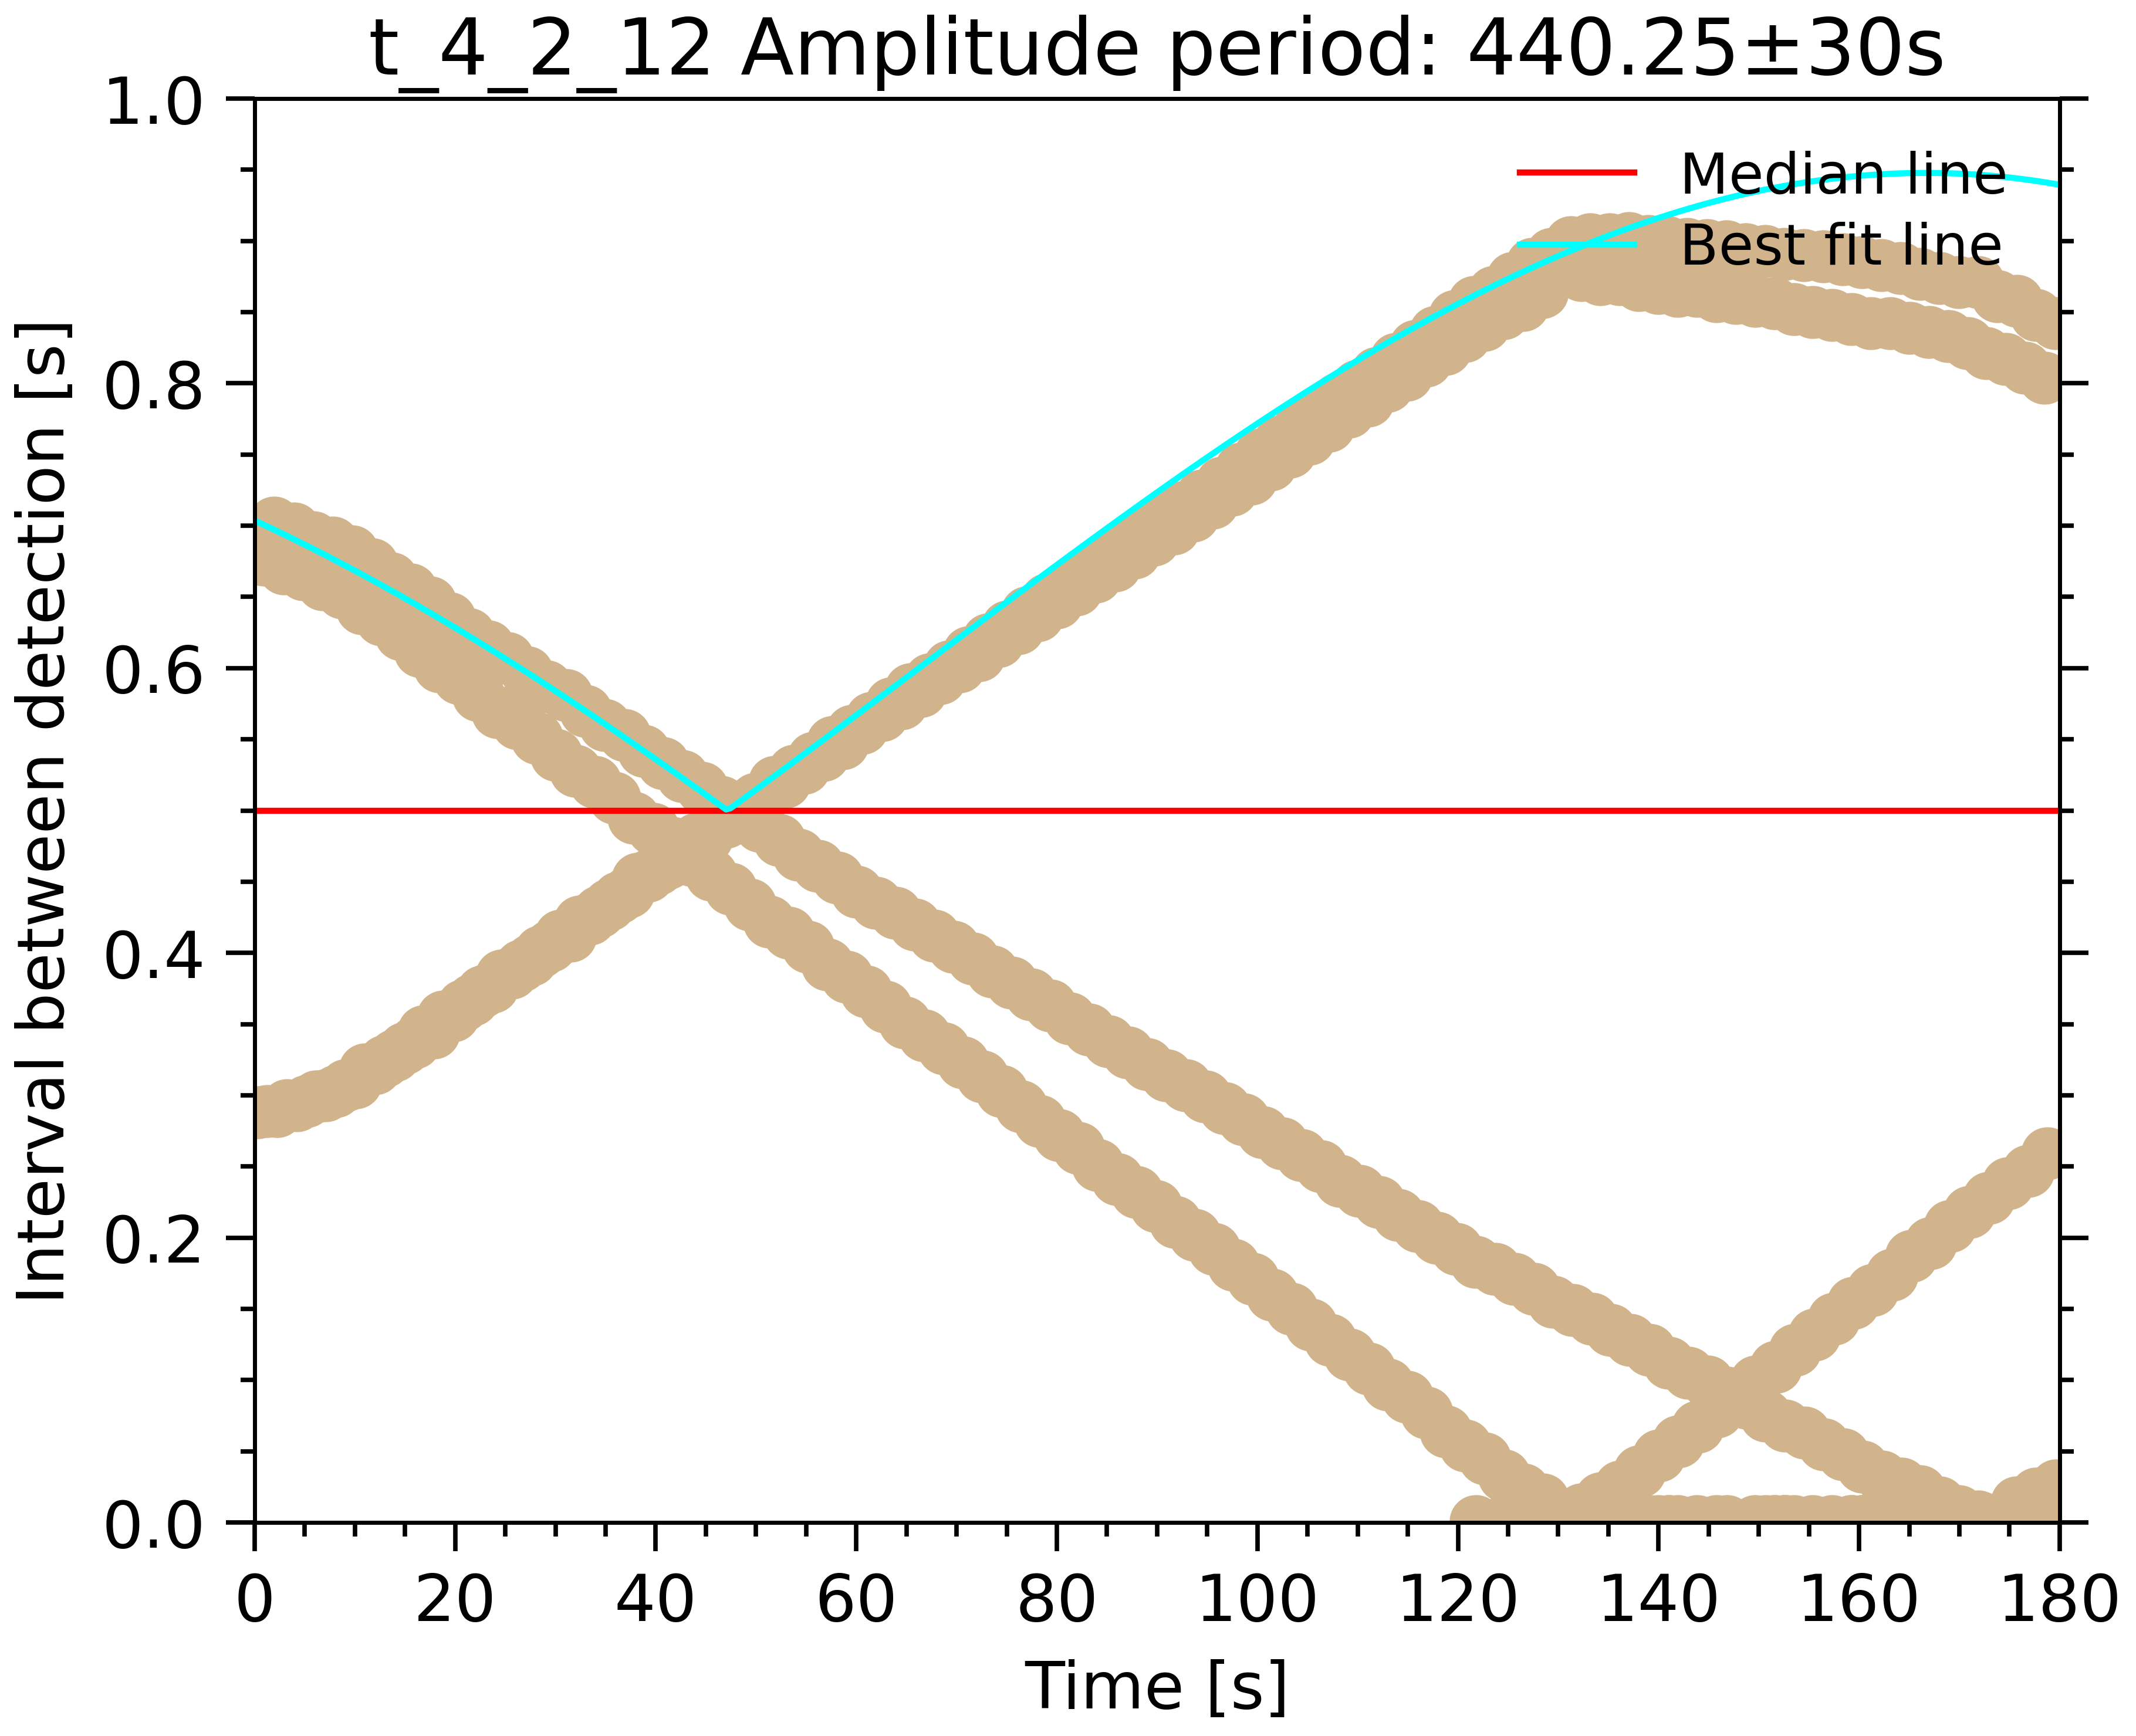 t_4_2_12 Amplitude period: 440.25±30s
1.0
0.8
0.6
0.4
0.2
0.0
Interval between detection [s]
Median line
Best fit line
0 20 40 60 80 100 120 140 160 180
Time [s]